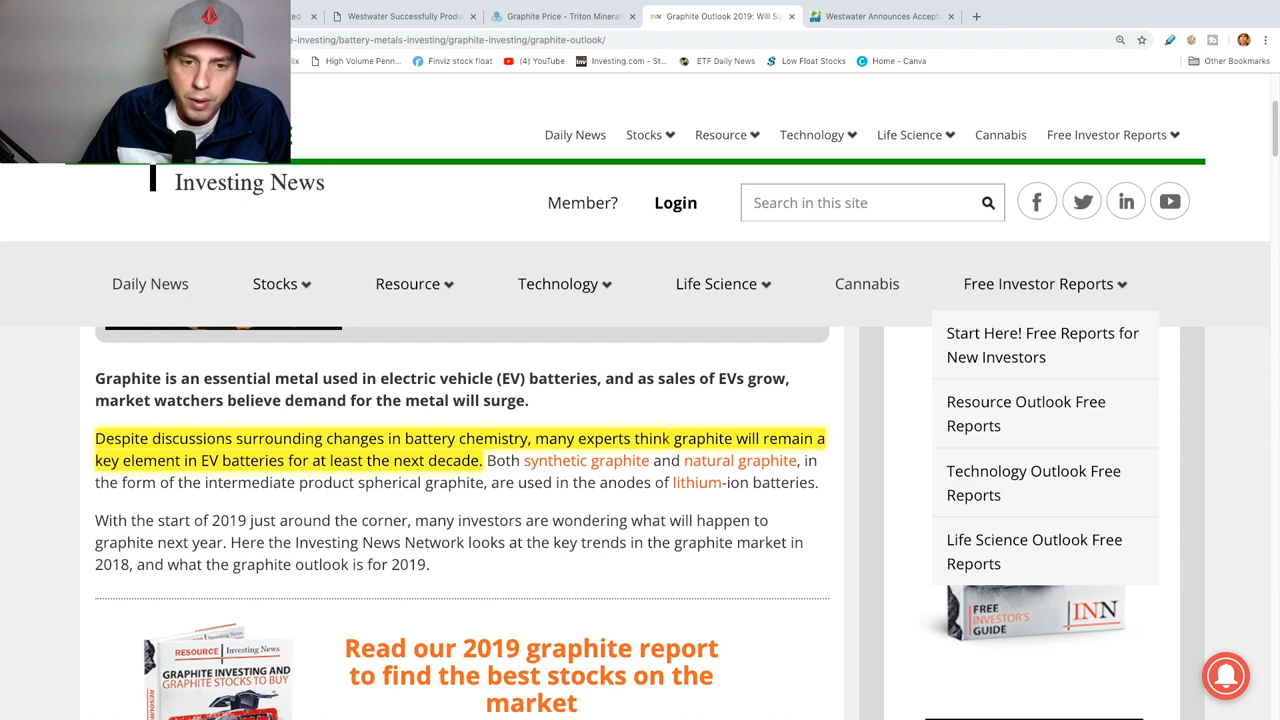 Westwater Successfully Produ
Graphite Price - Triton Mineral
Graphite Outlook 2019: Will Su
Westwater Announces Accept
e-investing/battery-metals-investing/graphite-investing/graphite-outlook/
High Volume Penn...
Finviz stock float
(4) YouTube
Investing.com - St...
ETF Daily News
Low Float Stocks
Home - Canva
Other Bookmarks
Daily News
Stocks
Resource
Technology
Life Science
Cannabis
Free Investor Reports
Investing News
Member?
Login
Search in this site
Daily News
Stocks
Resource
Technology
Life Science
Cannabis
Free Investor Reports
Start Here! Free Reports for
New Investors
Resource Outlook Free
Reports
Technology Outlook Free
Reports
Life Science Outlook Free
Reports
Graphite is an essential metal used in electric vehicle (EV) batteries, and as sales of EVs grow,
market watchers believe demand for the metal will surge.
Despite discussions surrounding changes in battery chemistry, many experts think graphite will remain a
key element in EV batteries for at least the next decade. Both synthetic graphite and natural graphite, in
the form of the intermediate product spherical graphite, are used in the anodes of lithium-ion batteries.
With the start of 2019 just around the corner, many investors are wondering what will happen to
graphite next year. Here the Investing News Network looks at the key trends in the graphite market in
2018, and what the graphite outlook is for 2019.
FREE
INVESTOR'S
GUIDE
INN
RESOURCE Investing News
GRAPHITE INVESTING AND
GRAPHITE STOCKS TO BUY
Read our 2019 graphite report
to find the best stocks on the
market